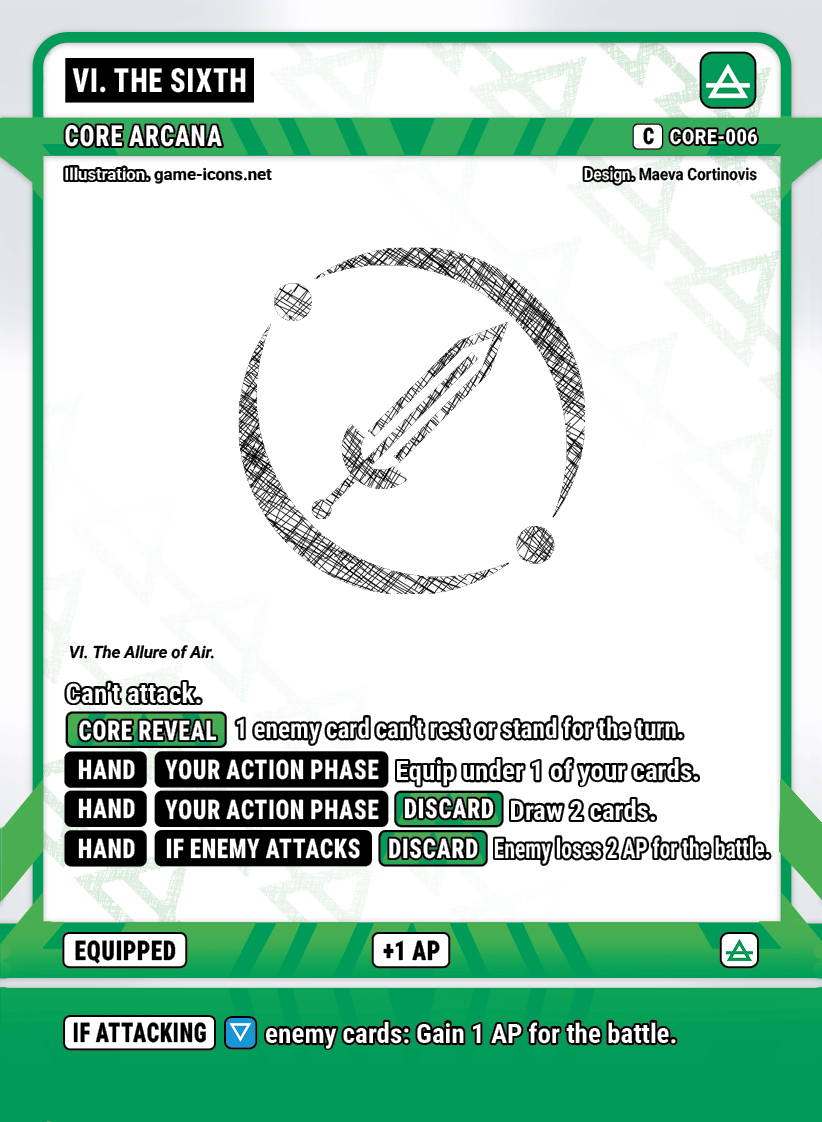 VI. THE SIXTH
CORE ARCANA C CORE-006
Illustration. game-icons.net Design. Maeva Cortinovis
VI. The Allure of Air.
Can't attack.
CORE REVEAL 1 enemy card can't rest or stand for the turn.
HAND YOUR ACTION PHASE Equip under 1 of your cards.
HAND YOUR ACTION PHASE DISCARD Draw 2 cards.
HAND IF ENEMY ATTACKS DISCARD Enemy loses 2 AP for the battle.
EQUIPPED +1 AP
IF ATTACKING enemy cards: Gain 1 AP for the battle.